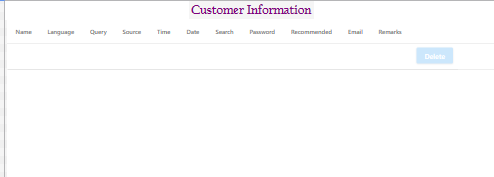 Customer Information
Name Language Query Source Time Date Search Password Recommended Email Remarks
Delete